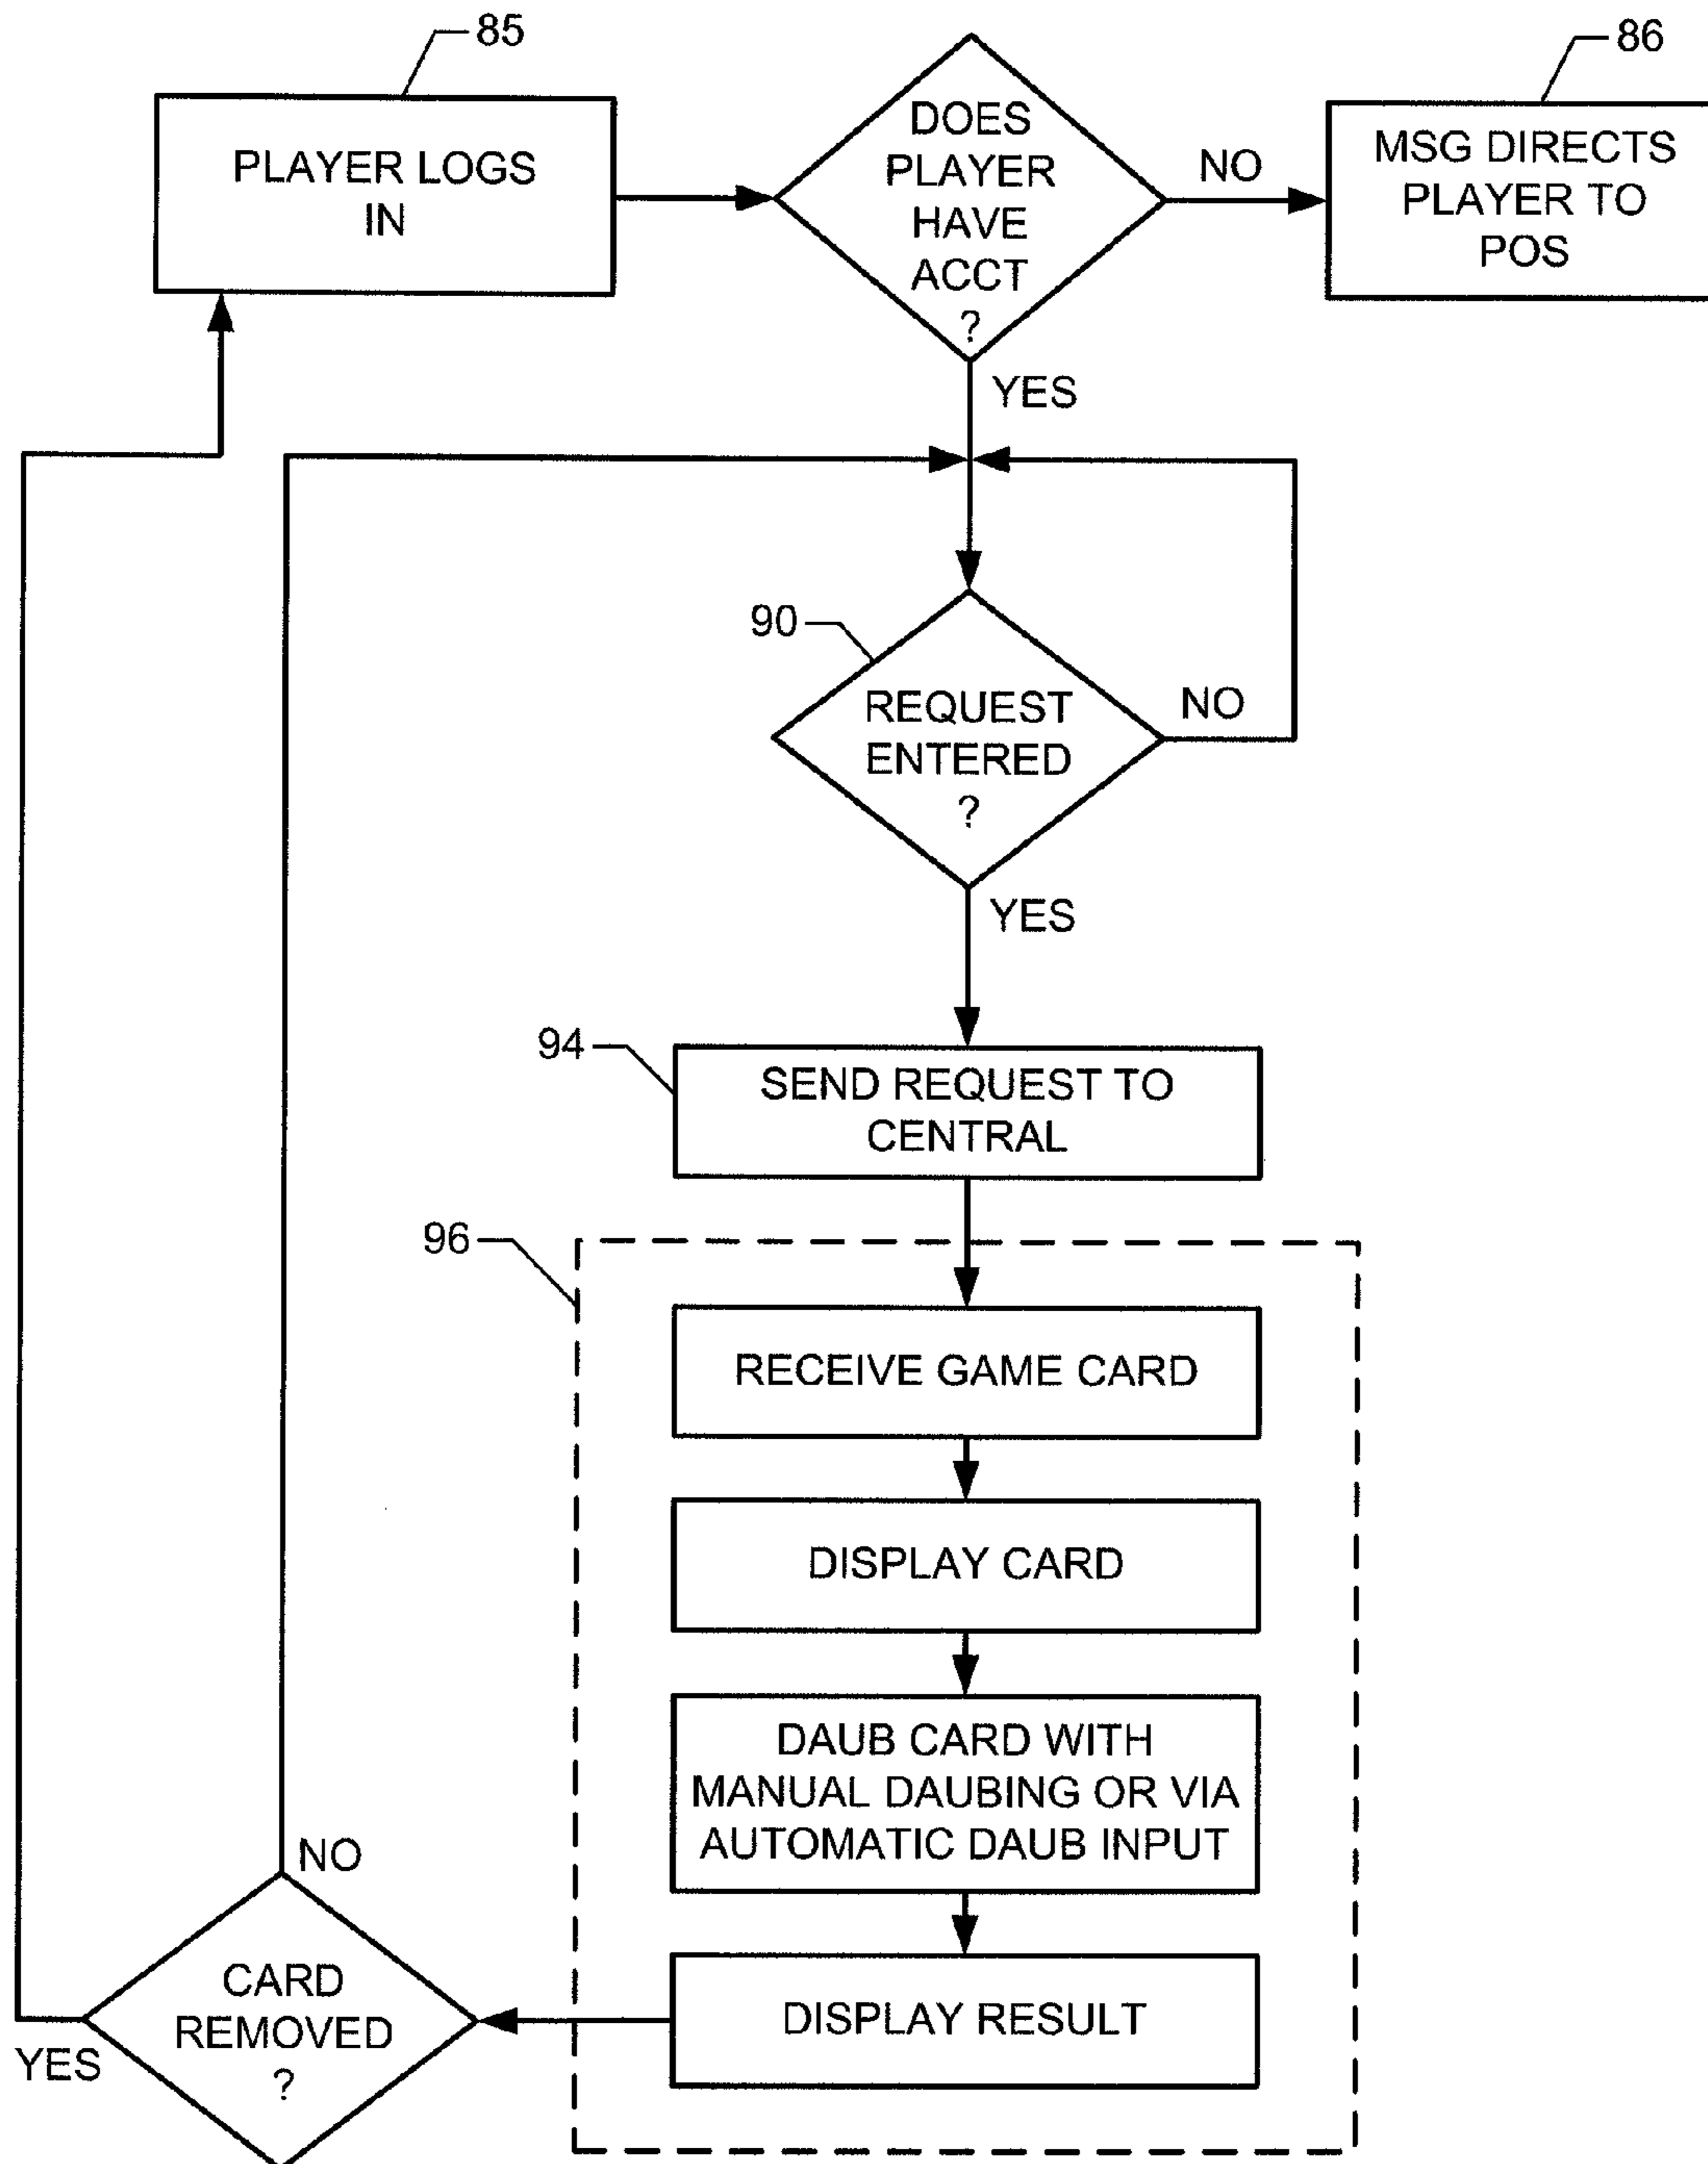 85
PLAYER LOGS
IN
DOES
PLAYER
HAVE
ACCT
?
NO
86
MSG DIRECTS
PLAYER TO
POS
YES
90
REQUEST
ENTERED
?
NO
YES
94
SEND REQUEST TO
CENTRAL
96
RECEIVE GAME CARD
DISPLAY CARD
DAUB CARD WITH
MANUAL DAUBING OR VIA
AUTOMATIC DAUB INPUT
DISPLAY RESULT
NO
CARD
REMOVED
?
YES